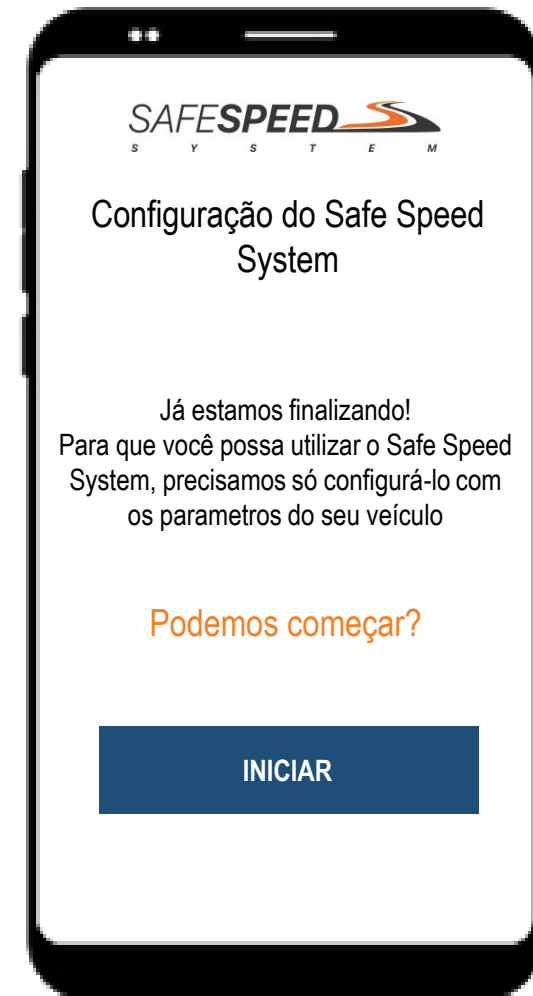 SAFESPEED
SYSTEM
Configuração do Safe Speed
System
Já estamos finalizando!
Para que você possa utilizar o Safe Speed
System, precisamos só configurá-lo com
os parametros do seu veículo
Podemos começar?
INICIAR